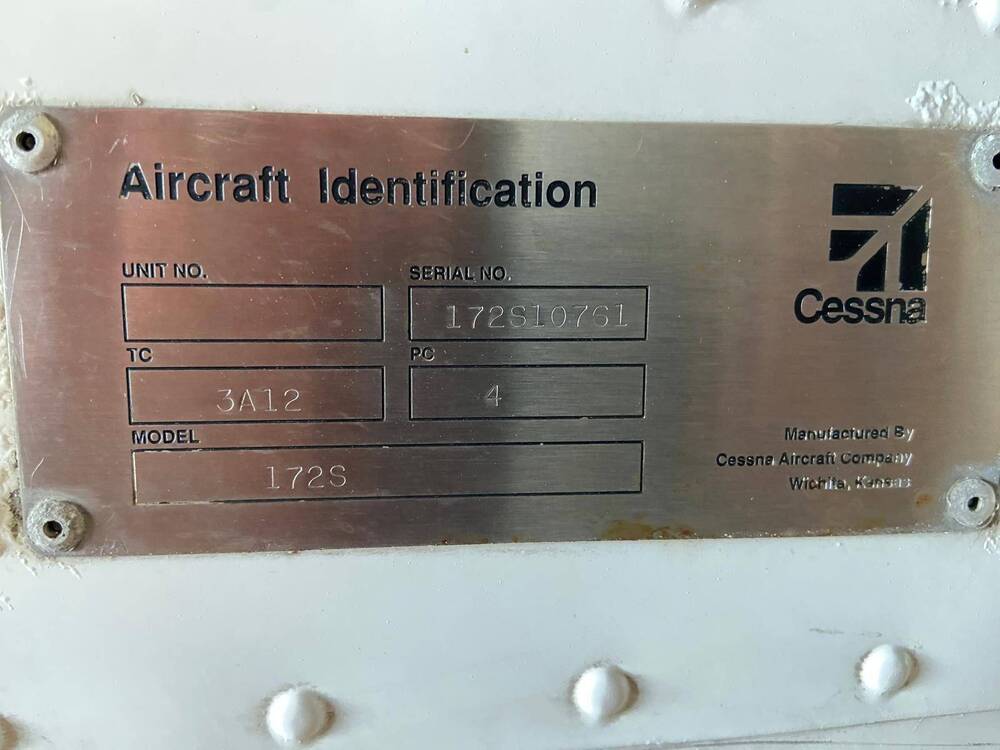 Aircraft Identification
Cessna
UNIT NO. SERIAL NO.
172S10761
TC PC
3A12 4
MODEL
172S
Manufactured By
Cessna Aircraft Company
Wichita, Kansas